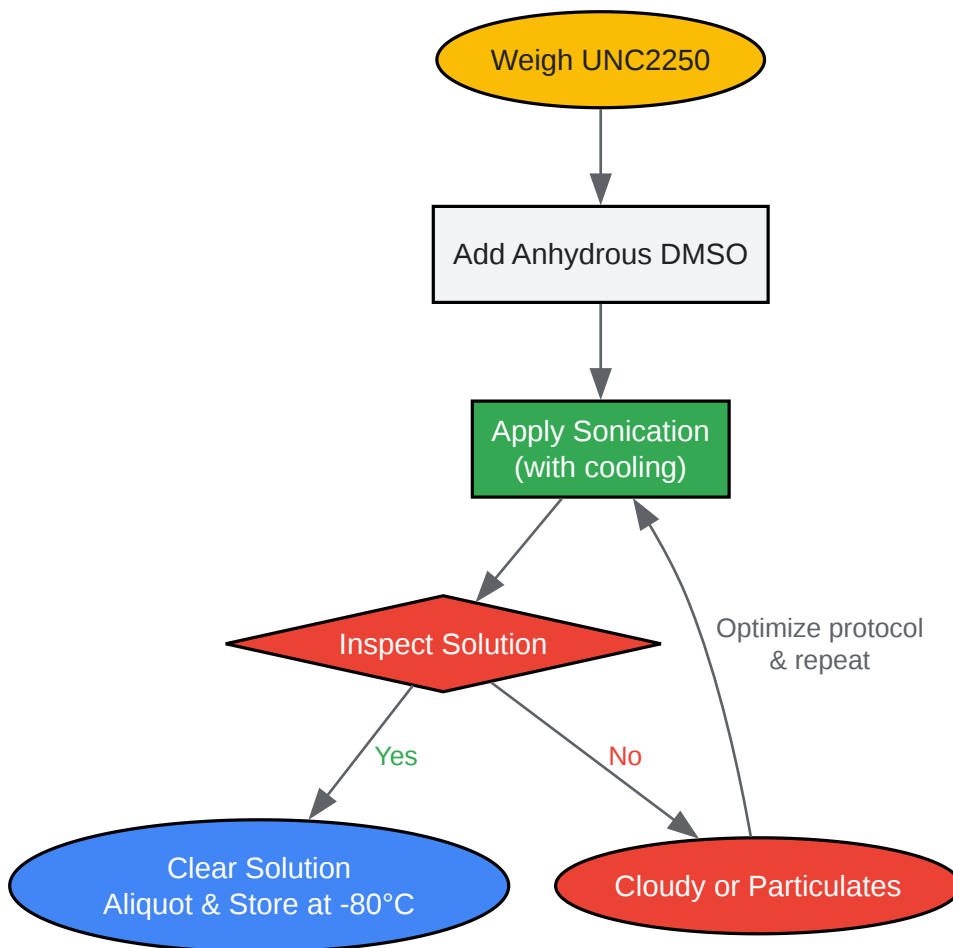 Weigh UNC2250
Add Anhydrous DMSO
Apply Sonication
(with cooling)
Inspect Solution
Optimize protocol
& repeat
Yes
No
Clear Solution
Aliquot & Store at -80°C
Cloudy or Particulates